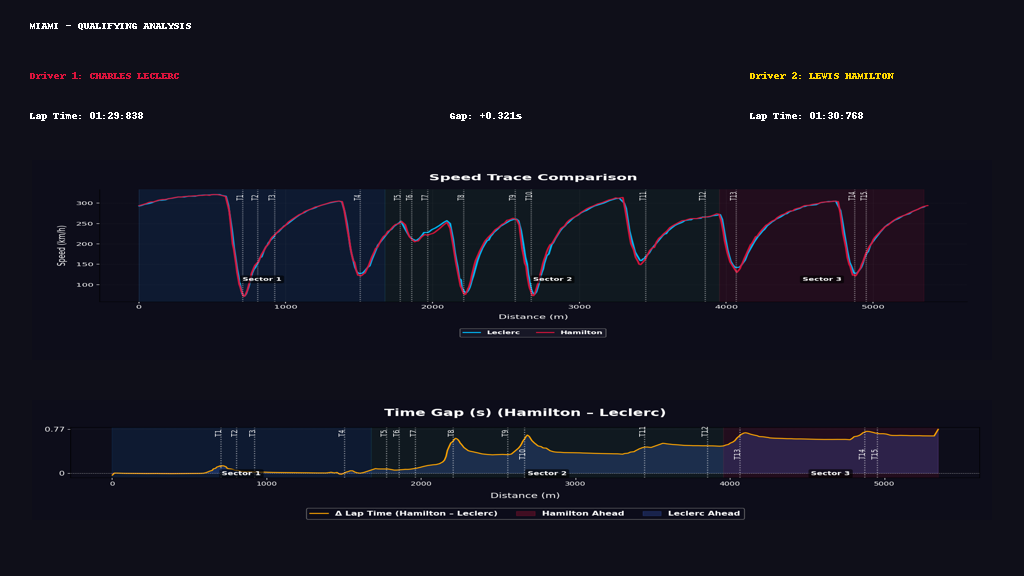 MIAMI - QUALIFYING ANALYSIS
Driver 1: CHARLES LECLERC
Driver 2: LEWIS HAMILTON
Lap Time: 01:29:838
Gap: +0.321s
Lap Time: 01:30:768
Speed Trace Comparison
Speed (km/h)
300
250
200
150
100
T1 T2 T3 T4 T5 T6 T7 T8 T9 T10 T11 T12 T13 T14 T15
Sector 1 Sector 2 Sector 3
0 1000 2000 3000 4000 5000
Distance (m)
Leclerc Hamilton
Time Gap (s) (Hamilton – Leclerc)
0.77
0
T1 T2 T3 T4 T5 T6 T7 T8 T9 T10 T11 T12 T13 T14 T15
Sector 1 Sector 2 Sector 3
0 1000 2000 3000 4000 5000
Distance (m)
Δ Lap Time (Hamilton – Leclerc) Hamilton Ahead Leclerc Ahead